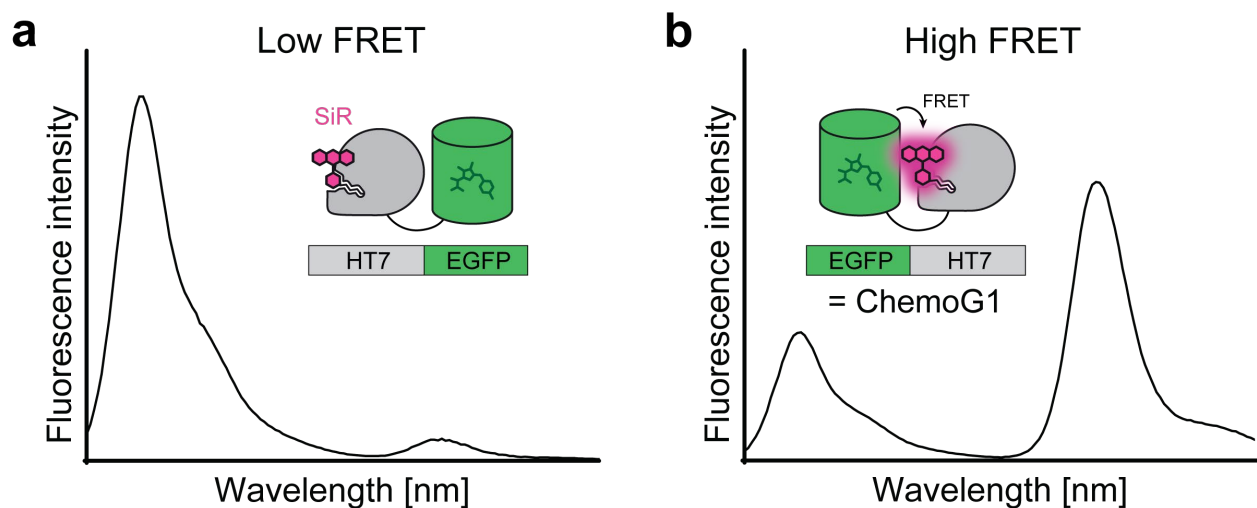 a
Low FRET
Fluorescence intensity
SiR
HT7 EGFP
Wavelength [nm]
b
High FRET
Fluorescence intensity
FRET
EGFP HT7
= ChemoG1
Wavelength [nm]